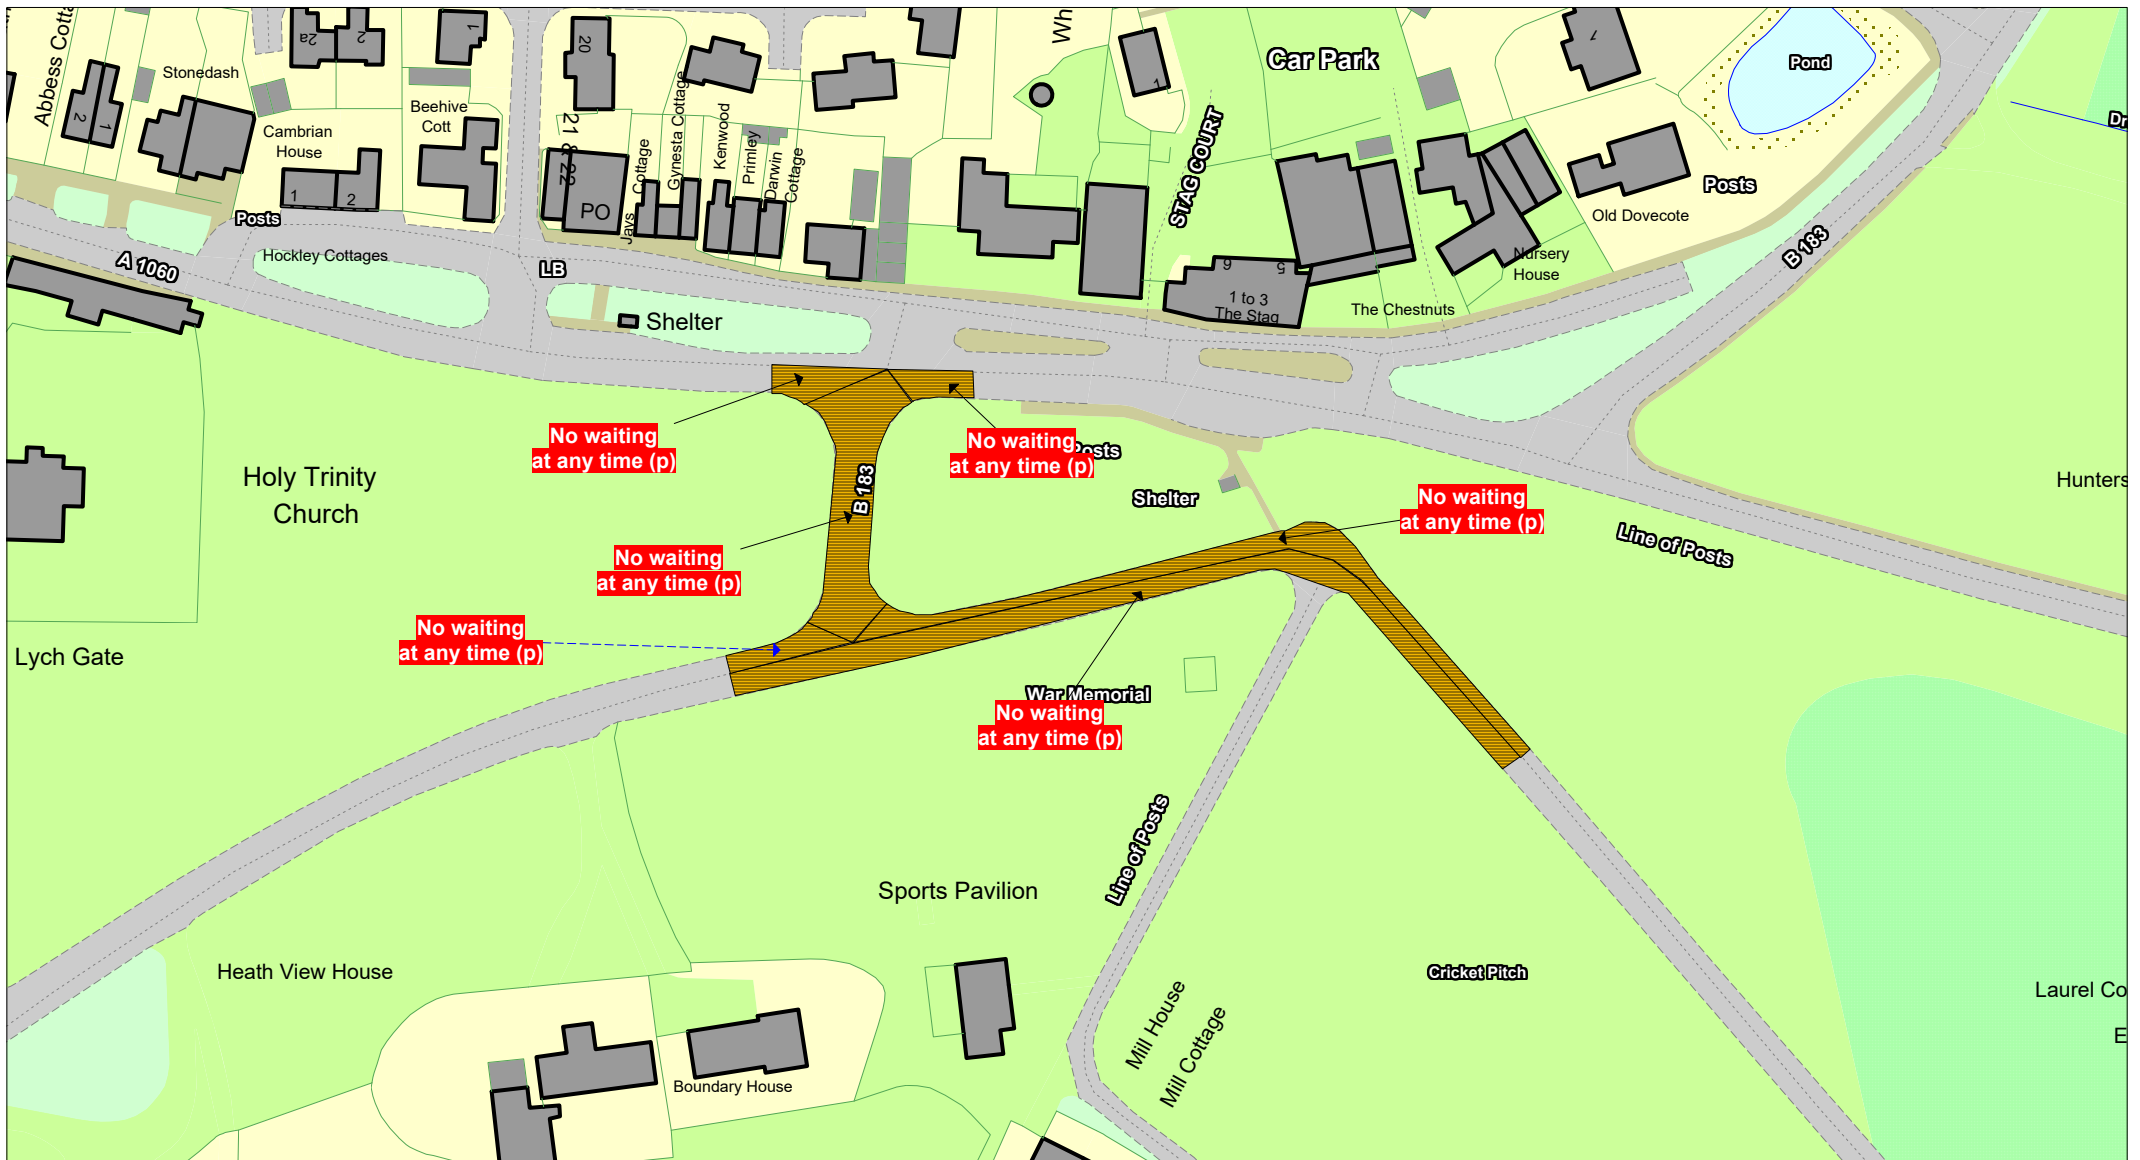 Abbess Cotta
2
1
Stonedash
2a
2
1
Cambrian
House
Beehive
Cott
1
2
20
21 & 22
PO
Jays Cottage
Gynesta Cottage
Kenwood
Primley
Darwin
Cottage
Wh
1
STAG COURT
Car Park
7
Pond
Dr
Posts
Old Dovecote
Nursery
House
The Chestnuts
6
5
1 to 3
The Stag
B 183
Posts
A 1060
Hockley Cottages
LB
Shelter
No waiting
at any time (p)
No waiting
at any time (p)
Posts
B 183
Shelter
No waiting
at any time (p)
Line of Posts
Hunters
Holy Trinity
Church
No waiting
at any time (p)
No waiting
at any time (p)
Lych Gate
War Memorial
No waiting
at any time (p)
Line of Posts
Sports Pavilion
Heath View House
Cricket Pitch
Laurel Co
E
Mill House
Mill Cottage
Boundary House